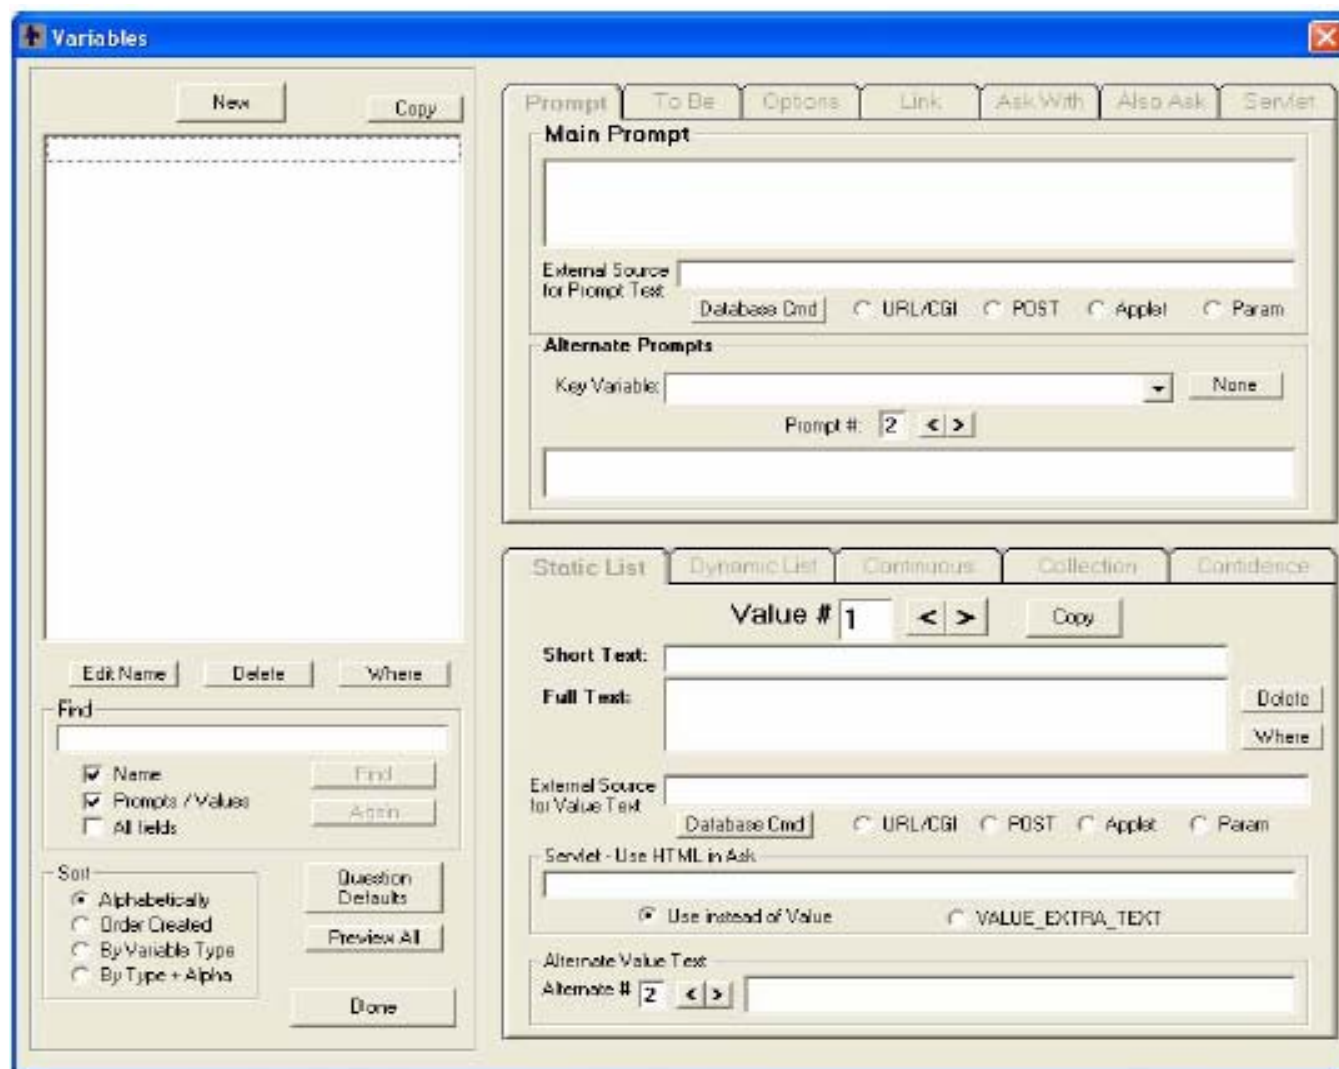 Variables
New
Copy
Edit Name
Delete
Where
Find
Name
Prompts / Values
All fields
Find
Again
Sort
Alphabetically
Order Created
By Variable Type
By Type + Alpha
Question
Defaults
Preview All
Done
Prompt
To Be
Options
Link
Ask With
Also Ask
Servlet
Main Prompt
External Source
for Prompt Text
Database Cmd
URL/CGI
POST
Applet
Param
Alternate Prompts
Key Variable:
None
Prompt #: 2 < >
Static List
Dynamic List
Continuous
Collection
Confidence
Value # 1 < >
Copy
Short Text:
Full Text:
Delete
Where
External Source
for Value Text
Database Cmd
URL/CGI
POST
Applet
Param
Servlet - Use HTML in Ask
Use instead of Value
VALUE_EXTRA_TEXT
Alternate Value Text
Alternate # 2 < >